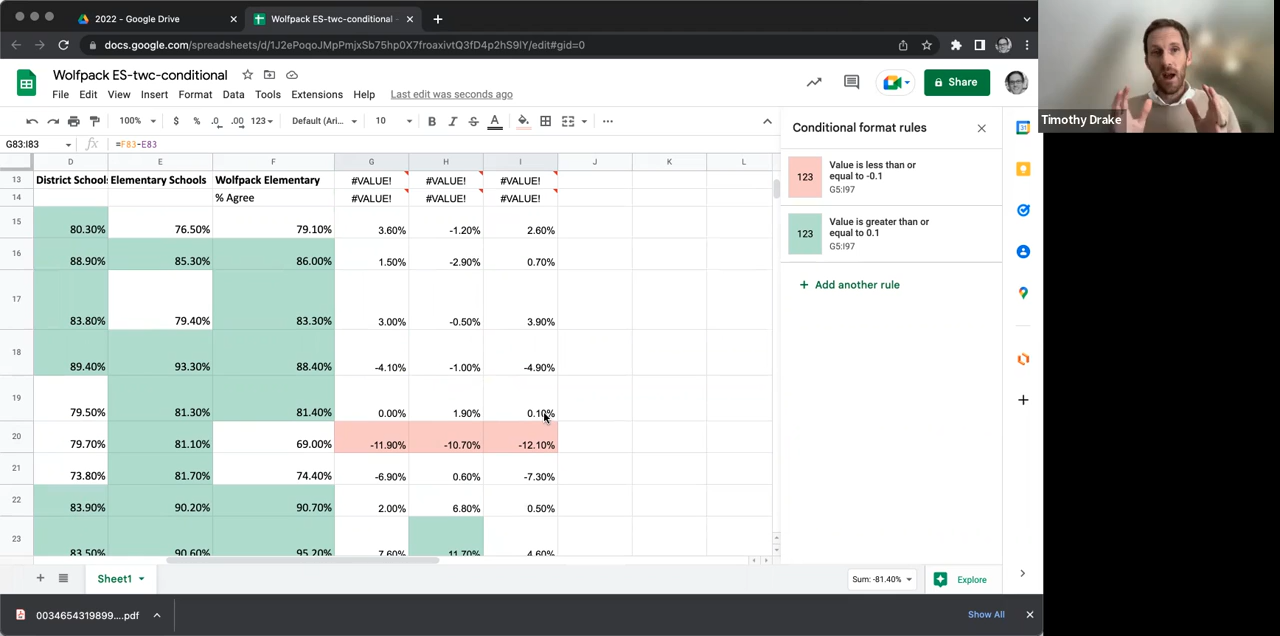 2022 - Google Drive
Wolfpack ES-twc-conditional -
docs.google.com/spreadsheets/d/1J2ePoqoJMpPmjxSb75hp0X7froaxivtQ3fD4p2hS9lY/edit#gid=0
Wolfpack ES-twc-conditional
File Edit View Insert Format Data Tools Extensions Help Last edit was seconds ago
Share
Timothy Drake
100% $ % .0 .00 123 Default (Ari... 10 B I S A
G83:I83 fx =F83-E83
D E F G H I J K L
13 District School: Elementary Schools Wolfpack Elementary #VALUE! #VALUE! #VALUE!
14 % Agree #VALUE! #VALUE! #VALUE!
15 80.30% 76.50% 79.10% 3.60% -1.20% 2.60%
16 88.90% 85.30% 86.00% 1.50% -2.90% 0.70%
17 83.80% 79.40% 83.30% 3.00% -0.50% 3.90%
18 89.40% 93.30% 88.40% -4.10% -1.00% -4.90%
19 79.50% 81.30% 81.40% 0.00% 1.90% 0.10%
20 79.70% 81.10% 69.00% -11.90% -10.70% -12.10%
21 73.80% 81.70% 74.40% -6.90% 0.60% -7.30%
22 83.90% 90.20% 90.70% 2.00% 6.80% 0.50%
23 83.50% 90.60% 95.20% 7.60% 11.70% 4.60%
Conditional format rules
123
Value is less than or
equal to -0.1
G5:I97
123
Value is greater than or
equal to 0.1
G5:I97
+ Add another rule
31
Sheet1
Sum: -81.40%
Explore
0034654319899....pdf
Show All